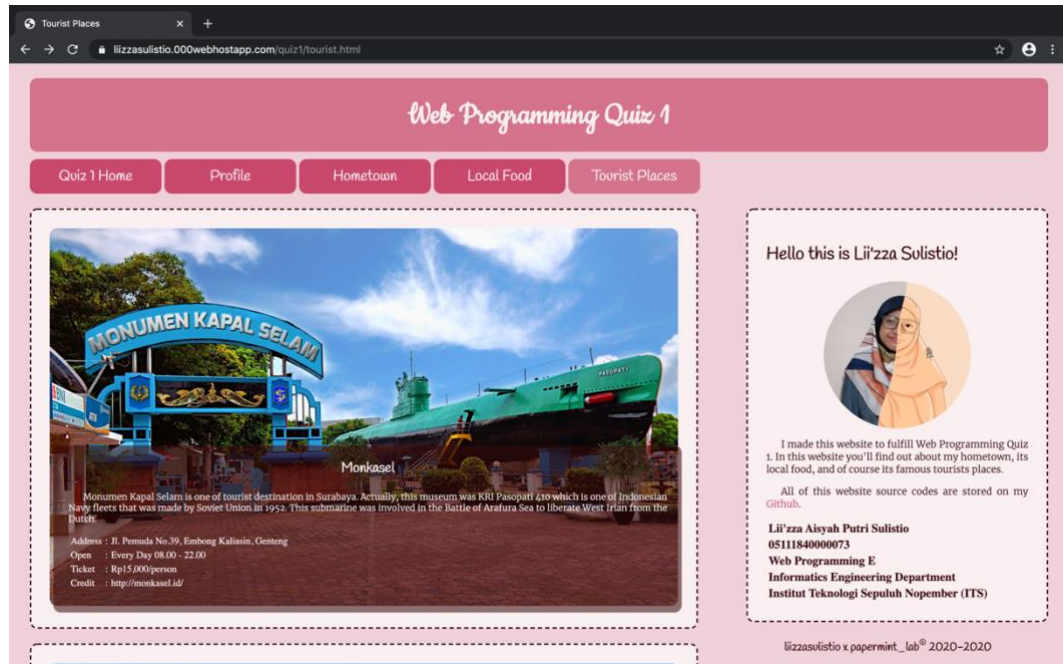 Tourist Places
liizzasulistio.000webhostapp.com/quiz1/tourist.html
Web Programming Quiz 1
Quiz 1 Home
Profile
Hometown
Local Food
Tourist Places
MONUMEN KAPAL SELAM
BNI
ATM
PASOPATI
Monkasel
Monumen Kapal Selam is one of tourist destination in Surabaya. Actually, this museum was KRI Pasopati 410 which is one of Indonesian
Navy fleets that was made by Soviet Union in 1952. This submarine was involved in the Battle of Arafura Sea to liberate West Irian from the
Dutch.
Address : Jl. Pemuda No.39, Embong Kaliasin, Genteng
Open : Every Day 08.00 - 22.00
Ticket : Rp15,000/person
Credit : http://monkasel.id/
Hello this is Lii'zza Sulistio!
I made this website to fulfill Web Programming Quiz
1. In this website you'll find out about my hometown, its
local food, and of course its famous tourists places.
All of this website source codes are stored on my
Github.
Lii'zza Aisyah Putri Sulistio
05111840000073
Web Programming E
Informatics Engineering Department
Institut Teknologi Sepuluh Nopember (ITS)
liizzasulistio x papermint_lab© 2020-2020